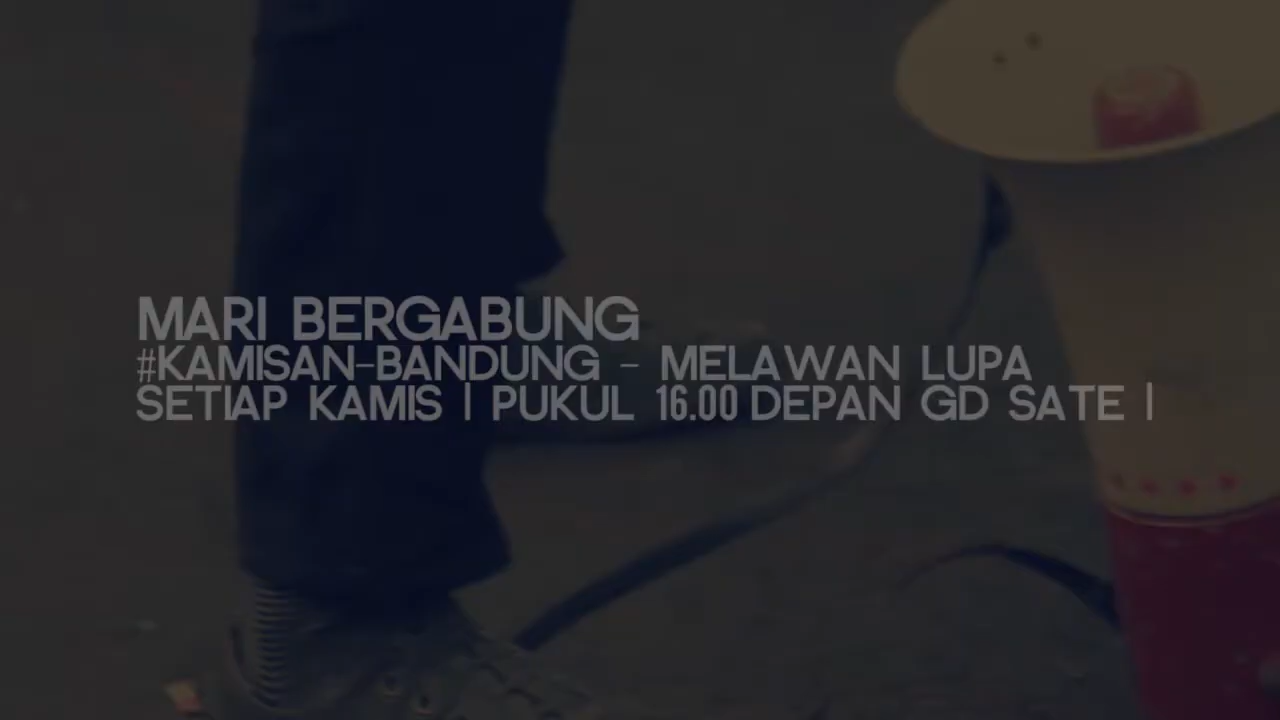 MARI BERGABUNG
#KAMISAN-BANDUNG - MELAWAN LUPA
SETIAP KAMIS | PUKUL 16.00 DEPAN GD SATE |